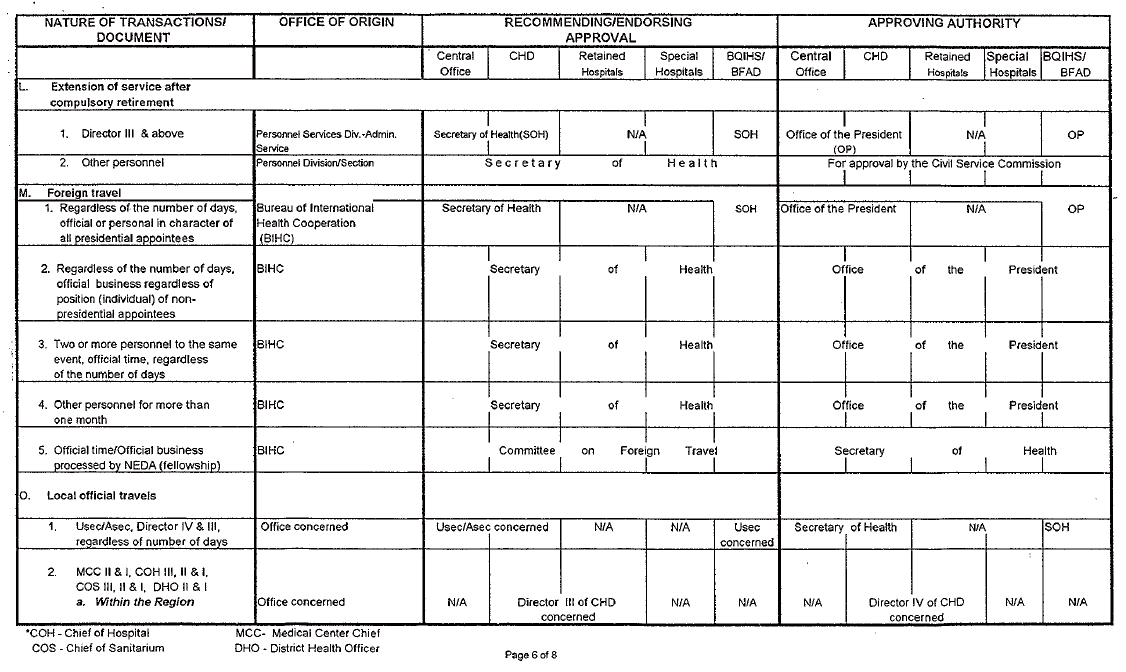 NATURE OF TRANSACTIONS/ DOCUMENT OFFICE OF ORIGIN RECOMMENDING/ENDORSING APPROVAL APPROVING AUTHORITY
Central Office CHD Retained Hospitals Special Hospitals BQIHS/ BFAD Central Office CHD Retained Hospitals Special Hospitals BQIHS/ BFAD
L. Extension of service after
compulsory retirement
1. Director III & above Personnel Services Div.-Admin. Service Secretary of Health(SOH) N/A SOH Office of the President (OP) N/A OP
2. Other personnel Personnel Division/Section Secretary of Health For approval by the Civil Service Commission
M. Foreign travel
1. Regardless of the number of days, Bureau of International Secretary of Health N/A SOH Office of the President N/A OP
official or personal in character of Health Cooperation
all presidential appointees (BIHC)
2. Regardless of the number of days, BIHC Secretary of Health Office of the President
official business regardless of
position (individual) of non-
presidential appointees
3. Two or more personnel to the same BIHC Secretary of Health Office of the President
event, official time, regardless
of the number of days
4. Other personnel for more than BIHC Secretary of Health Office of the President
one month
5. Official time/Official business BIHC Committee on Foreign Travel Secretary of Health
processed by NEDA (fellowship)
O. Local official travels
1. Usec/Asec, Director IV & III, Office concerned Usec/Asec concerned N/A N/A Usec Secretary of Health N/A SOH
regardless of number of days concerned
2. MCC II & I, COH III, II & I,
COS III, II & I, DHO II & I
a. Within the Region Office concerned N/A Director III of CHD N/A N/A N/A Director IV of CHD N/A N/A
concerned concerned
*COH - Chief of Hospital MCC- Medical Center Chief
COS - Chief of Sanitarium DHO - District Health Officer
Page 6 of 8